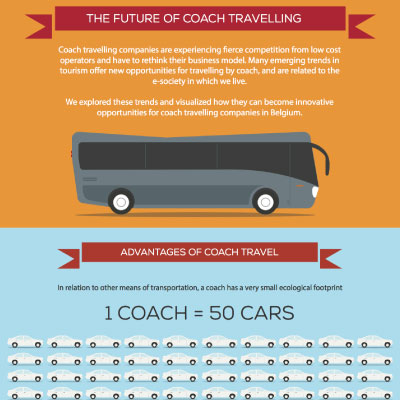 THE FUTURE OF COACH TRAVELLING
Coach travelling companies are experiencing fierce competition from low cost
operators and have to rethink their business model. Many emerging trends in
tourism offer new opportunities for travelling by coach, and are related to the
e-society in which we live.
We explored these trends and visualized how they can become innovative
opportunities for coach travelling companies in Belgium.
ADVANTAGES OF COACH TRAVEL
In relation to other means of transportation, a coach has a very small ecological footprint
1 COACH = 50 CARS